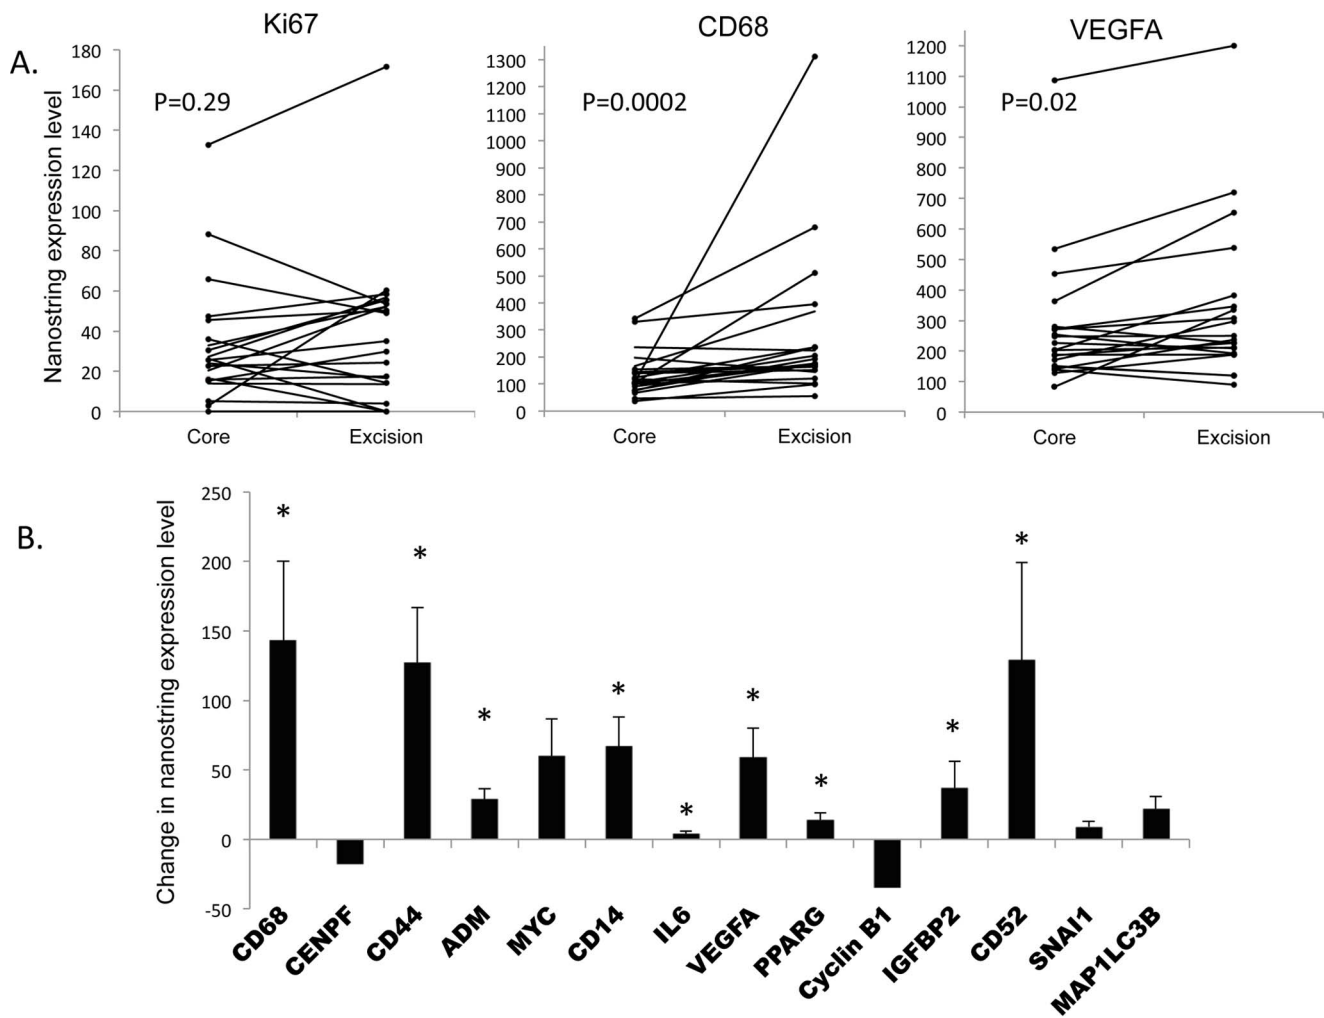 A.
Ki67
Nanostring expression level
180
160
140
120
100
80
60
40
20
0
P=0.29
Core Excision
CD68
1300
1200
1100
1000
900
800
700
600
500
400
300
200
100
0
P=0.0002
Core Excision
VEGFA
1200
1100
1000
900
800
700
600
500
400
300
200
100
0
P=0.02
Core Excision
B.
Change in nanostring expression level
250
200
150
100
50
0
-50
*
*
*
*
*
*
*
*
*
CD68
CENPF
CD44
ADM
MYC
CD14
IL6
VEGFA
PPARG
Cyclin B1
IGFBP2
CD52
SNAI1
MAP1LC3B